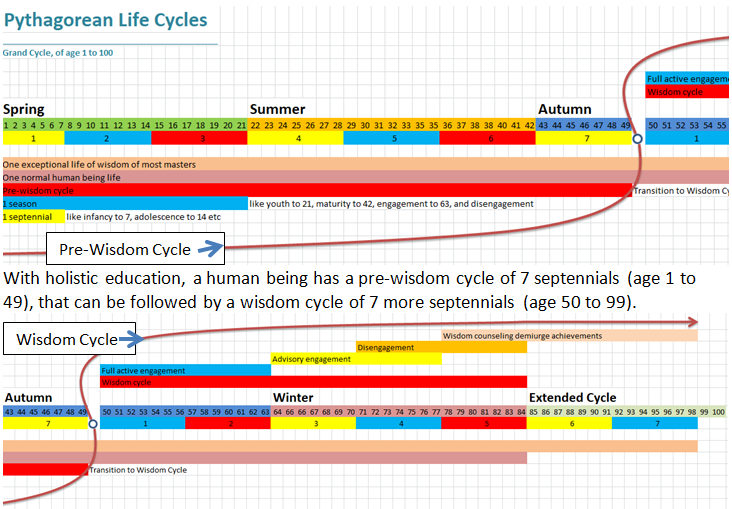 Pythagorean Life Cycles
Grand Cycle, of age 1 to 100
Full active engagem
Wisdom cycle
Spring Summer Autumn
1 2 3 4 5 6 7 8 9 10 11 12 13 14 15 16 17 18 19 20 21 22 23 24 25 26 27 28 29 30 31 32 33 34 35 36 37 38 39 40 41 42 43 44 45 46 47 48 49 50 51 52 53 54 55
1 2 3 4 5 6 7 1
One exceptional life of wisdom of most masters
One normal human being life
Pre-wisdom cycle Transition to Wisdom Cy
1 season like youth to 21, maturity to 42, engagement to 63, and disengagement
1 septennial like infancy to 7, adolescence to 14 etc
Pre-Wisdom Cycle
With holistic education, a human being has a pre-wisdom cycle of 7 septennials (age 1 to
49), that can be followed by a wisdom cycle of 7 more septennials (age 50 to 99).
Wisdom Cycle
Wisdom counseling demiurge achievements
Disengagement
Advisory engagement
Full active engagement
Wisdom cycle
Autumn Winter Extended Cycle
43 44 45 46 47 48 49 50 51 52 53 54 55 56 57 58 59 60 61 62 63 64 66 67 68 69 70 71 72 73 74 75 76 77 78 79 80 81 82 83 84 85 86 87 88 89 90 91 92 93 94 95 96 97 98 99 100
7 1 2 3 4 5 6 7
Transition to Wisdom Cycle